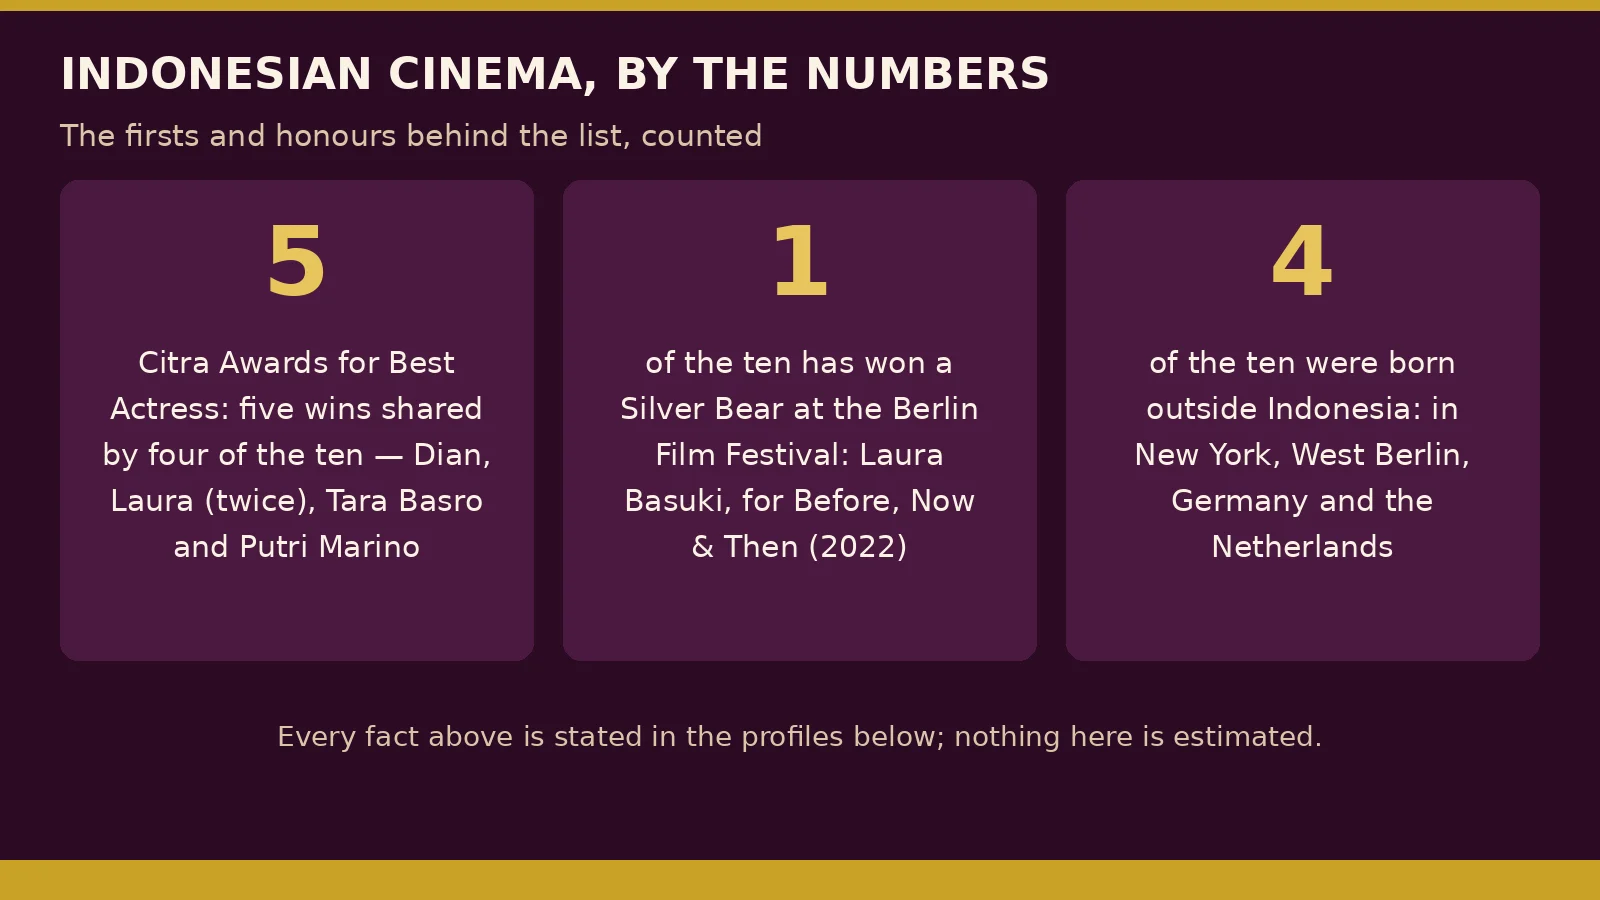 INDONESIAN CINEMA, BY THE NUMBERS
The firsts and honours behind the list, counted
5
Citra Awards for Best
Actress: five wins shared
by four of the ten — Dian,
Laura (twice), Tara Basro
and Putri Marino
1
of the ten has won a
Silver Bear at the Berlin
Film Festival: Laura
Basuki, for Before, Now
& Then (2022)
4
of the ten were born
outside Indonesia: in
New York, West Berlin,
Germany and the
Netherlands
Every fact above is stated in the profiles below; nothing here is estimated.